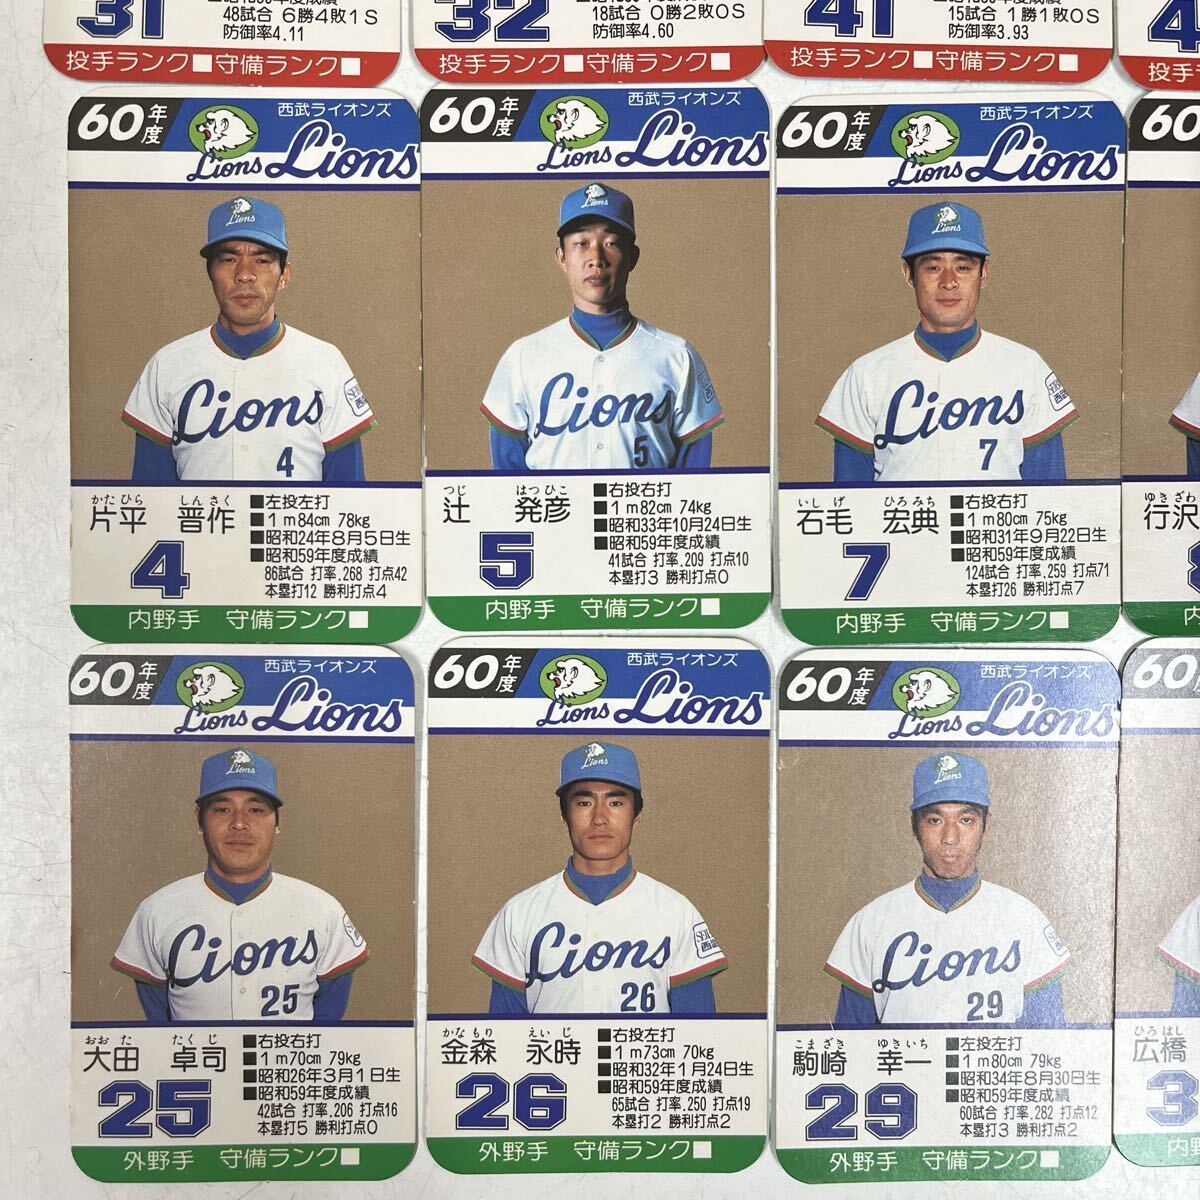 31
48試合 6勝4敗1S
防御率4.11
投手ランク■守備ランク■
32
18試合 0勝2敗0S
防御率4.60
投手ランク■守備ランク■
41
15試合 1勝1敗0S
防御率3.93
投手ランク■守備ランク■
投手
60年度
西武ライオンズ
Lions Lions
Lions
Lions
4
かたひら しんさく
片平 晋作
4
■左投左打
■1m84cm 78kg
■昭和24年8月5日生
■昭和59年度成績
86試合 打率.268 打点42
本塁打12 勝利打点4
内野手 守備ランク■
60年度
西武ライオンズ
Lions Lions
Lions
Lions
5
つじ はつひこ
辻 発彦
5
■右投右打
■1m82cm 74kg
■昭和33年10月24日生
■昭和59年度成績
41試合 打率.209 打点10
本塁打3 勝利打点0
内野手 守備ランク■
60年度
西武ライオンズ
Lions Lions
Lions
Lions
7
いしげ ひろみち
石毛 宏典
7
■右投右打
■1m80cm 75kg
■昭和31年9月22日生
■昭和59年度成績
124試合 打率.259 打点71
本塁打26 勝利打点7
内野手 守備ランク■
60
ゆきざわ
行沢
内
60年度
西武ライオンズ
Lions Lions
Lions
Lions
25
おおた たくじ
大田 卓司
25
■右投右打
■1m70cm 79kg
■昭和26年3月1日生
■昭和59年度成績
42試合 打率.206 打点16
本塁打5 勝利打点0
外野手 守備ランク■
60年度
西武ライオンズ
Lions Lions
Lions
Lions
26
かなもり えいじ
金森 永時
26
■右投左打
■1m73cm 70kg
■昭和32年1月24日生
■昭和59年度成績
65試合 打率.250 打点19
本塁打2 勝利打点2
外野手 守備ランク■
60年度
西武ライオンズ
Lions Lions
Lions
Lions
29
こまざき ゆきいち
駒崎 幸一
29
■左投左打
■1m80cm 79kg
■昭和34年8月30日生
■昭和59年度成績
60試合 打率.282 打点12
本塁打3 勝利打点2
外野手 守備ランク■
60
ひろはし
広橋
3
内